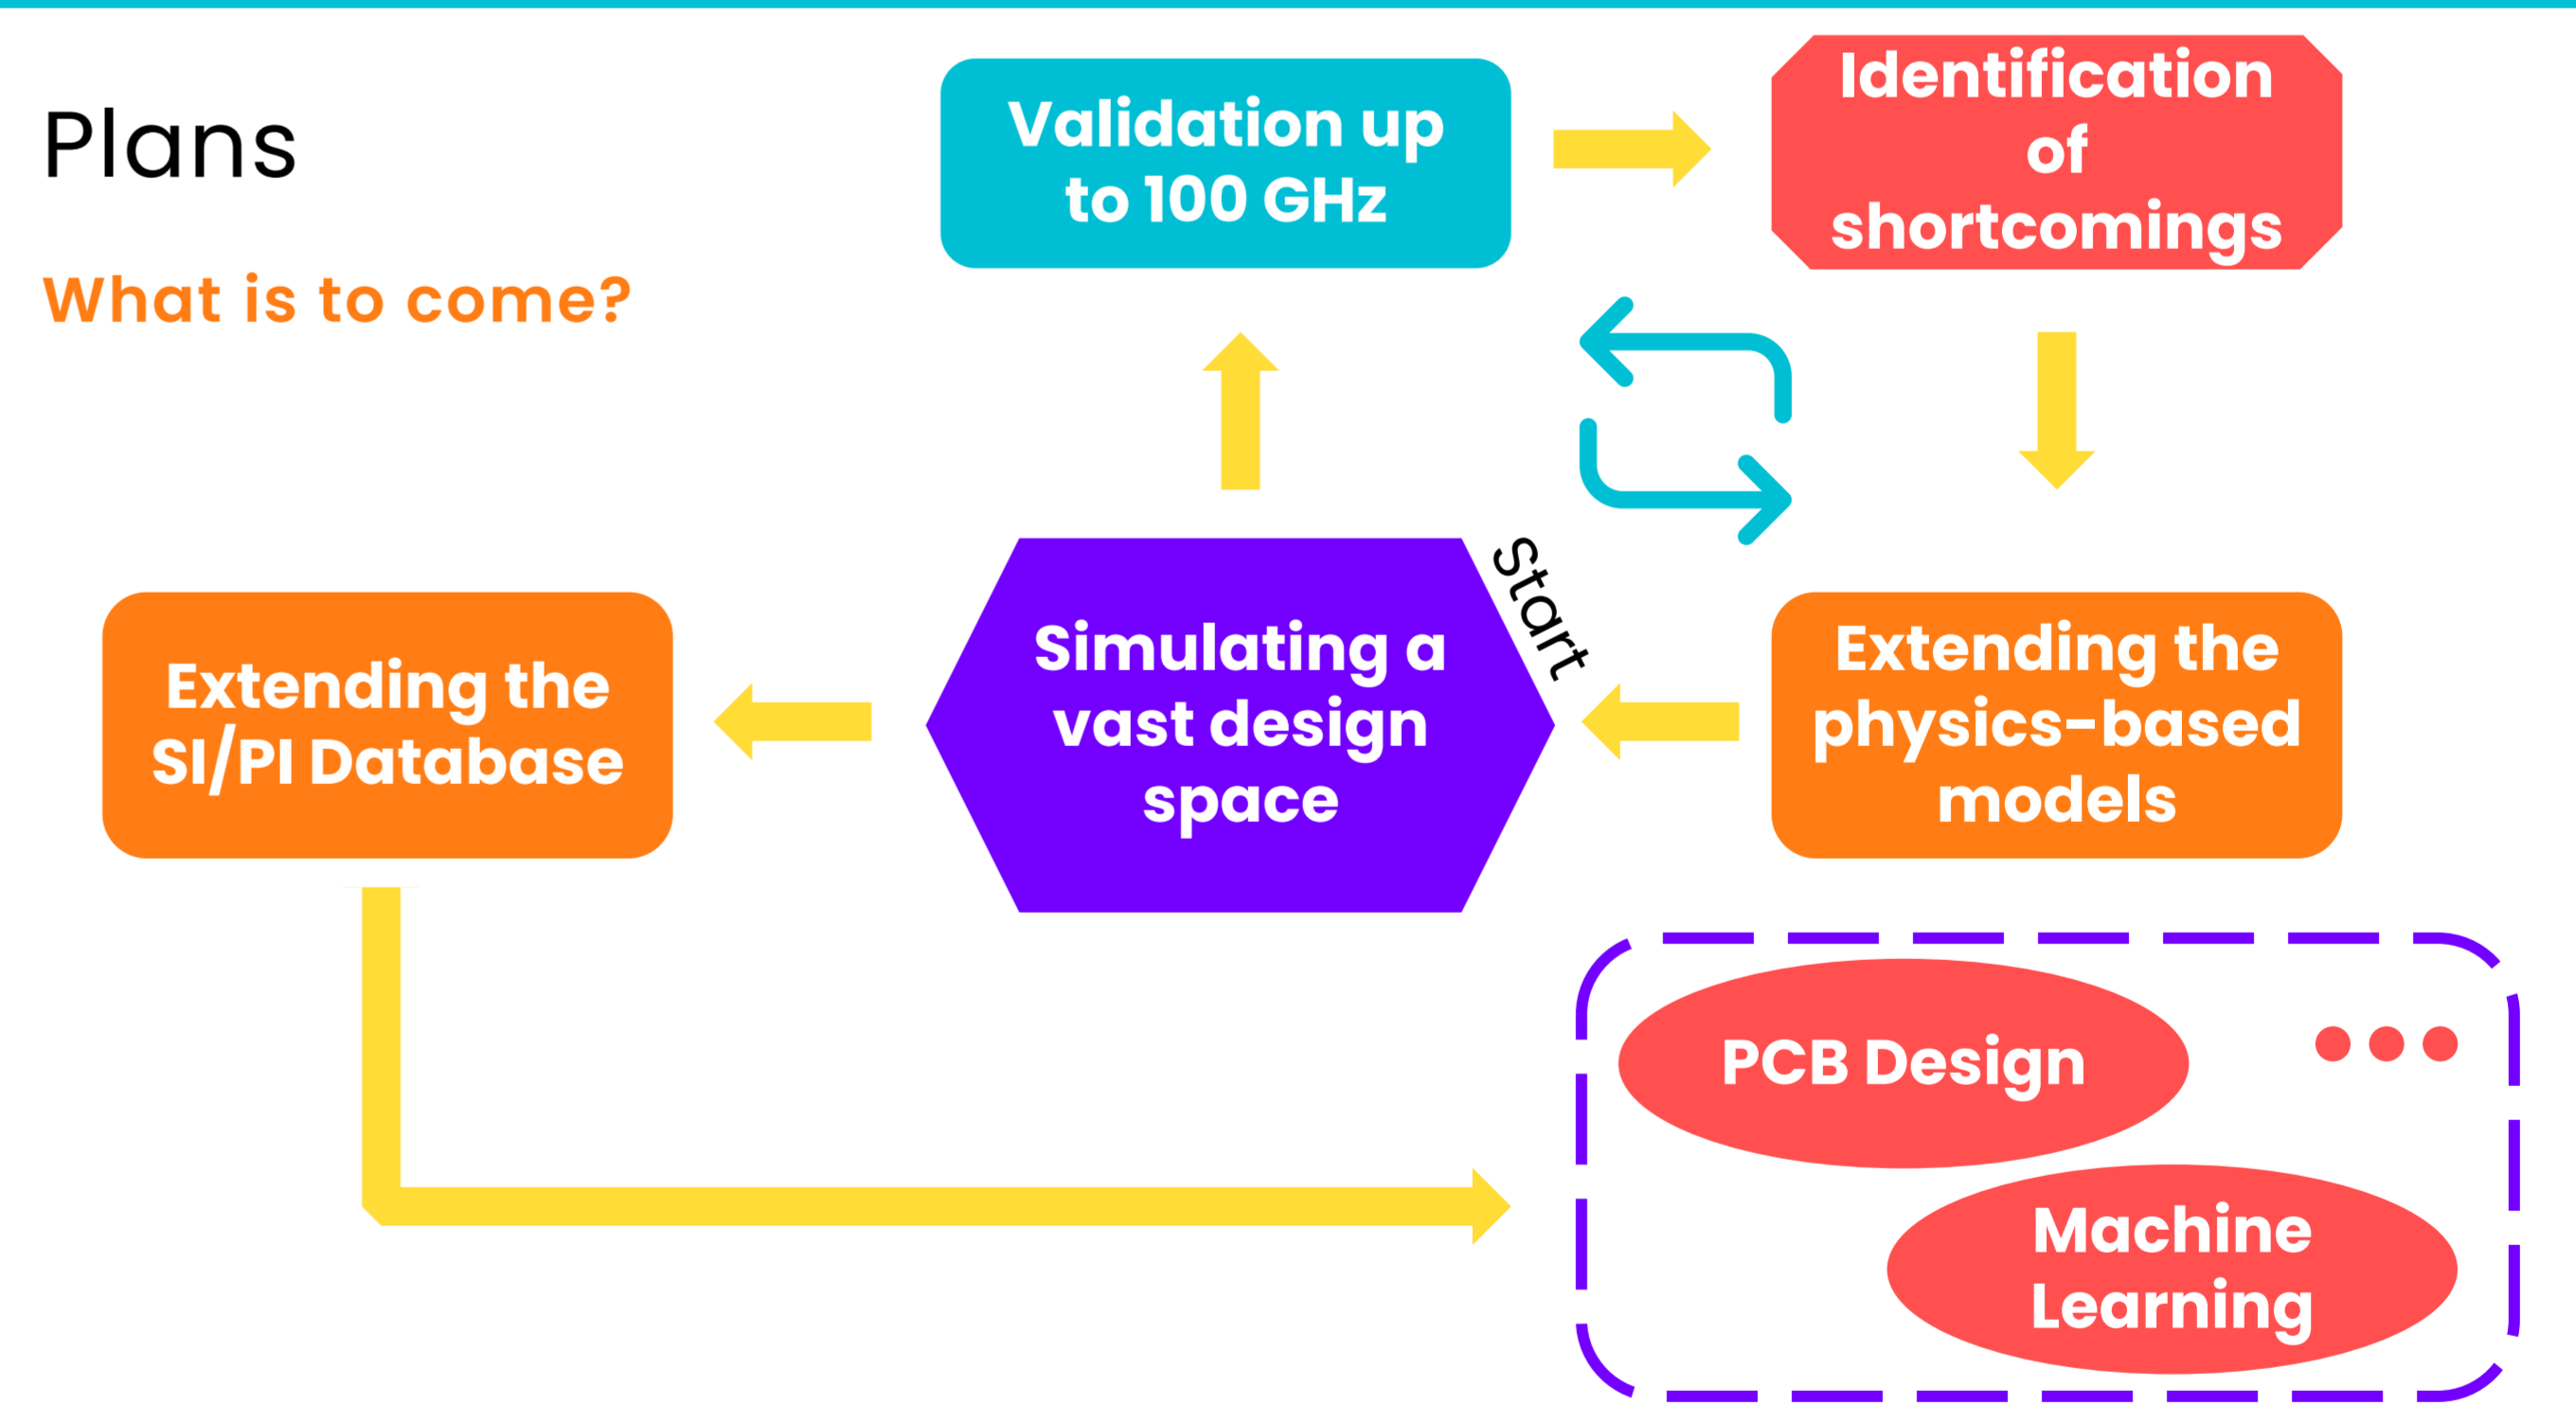 Plans
What is to come?
Validation up
to 100 GHz
Identification
of
shortcomings
Start
Extending the
SI/PI Database
Simulating a
vast design
space
Extending the
physics-based
models
PCB Design
Machine
Learning